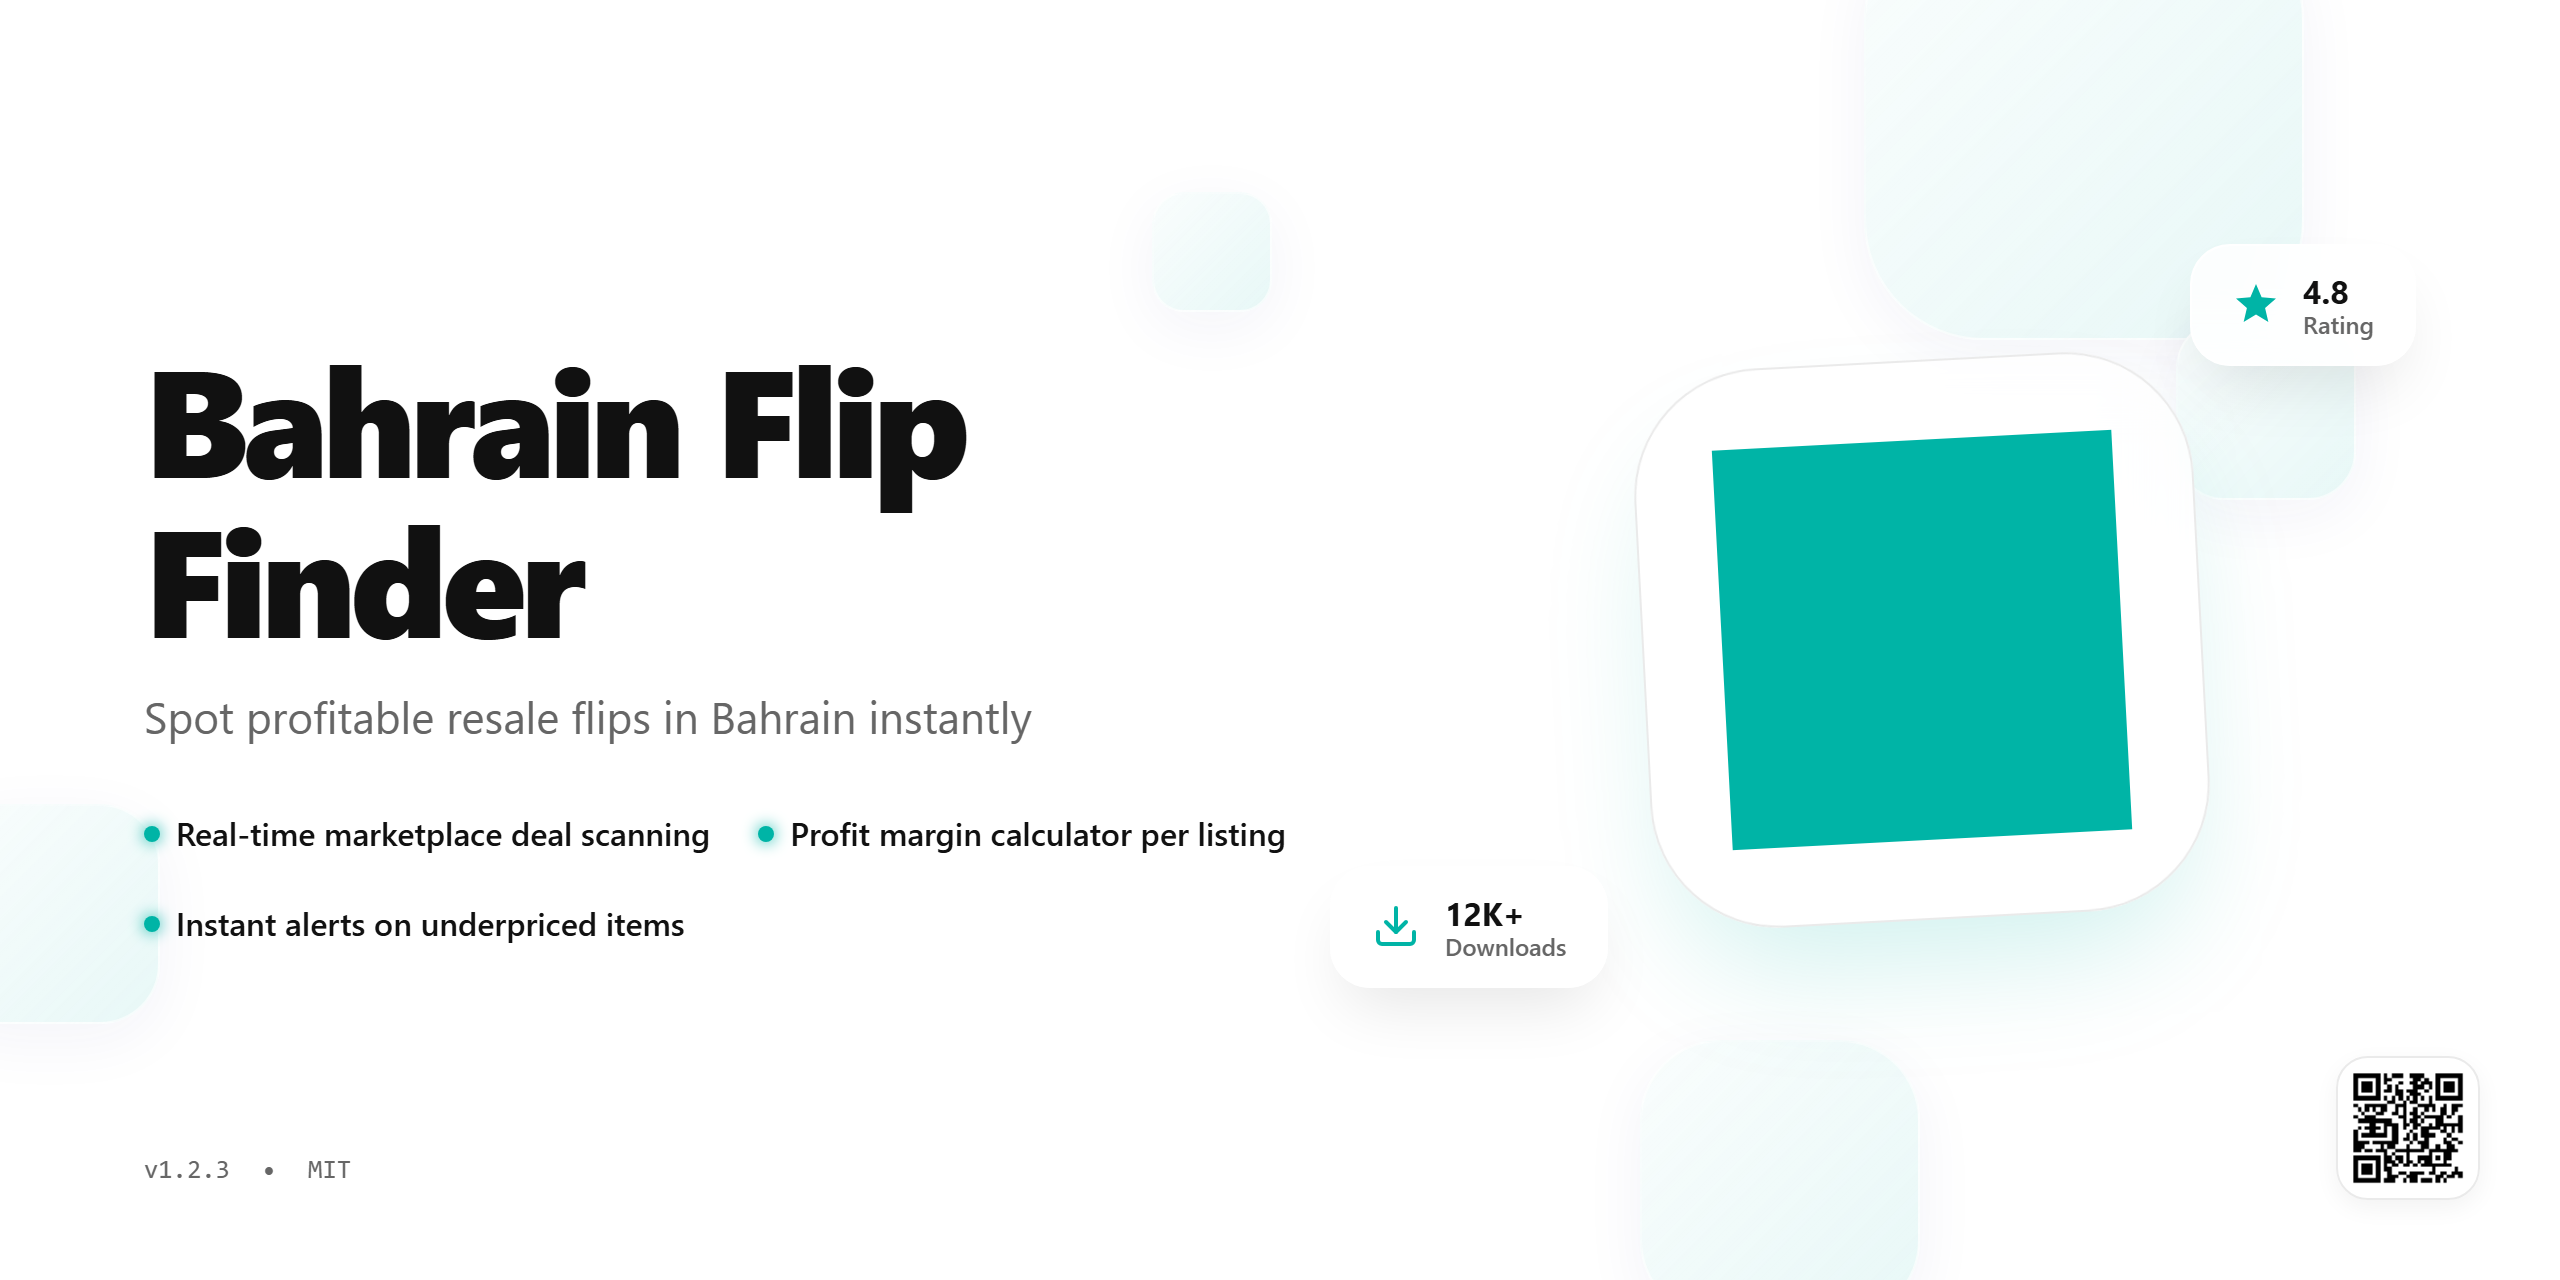 Bahrain Flip
Finder
Spot profitable resale flips in Bahrain instantly
Real-time marketplace deal scanning
Profit margin calculator per listing
Instant alerts on underpriced items
4.8
Rating
12K+
Downloads
v1.2.3 • MIT